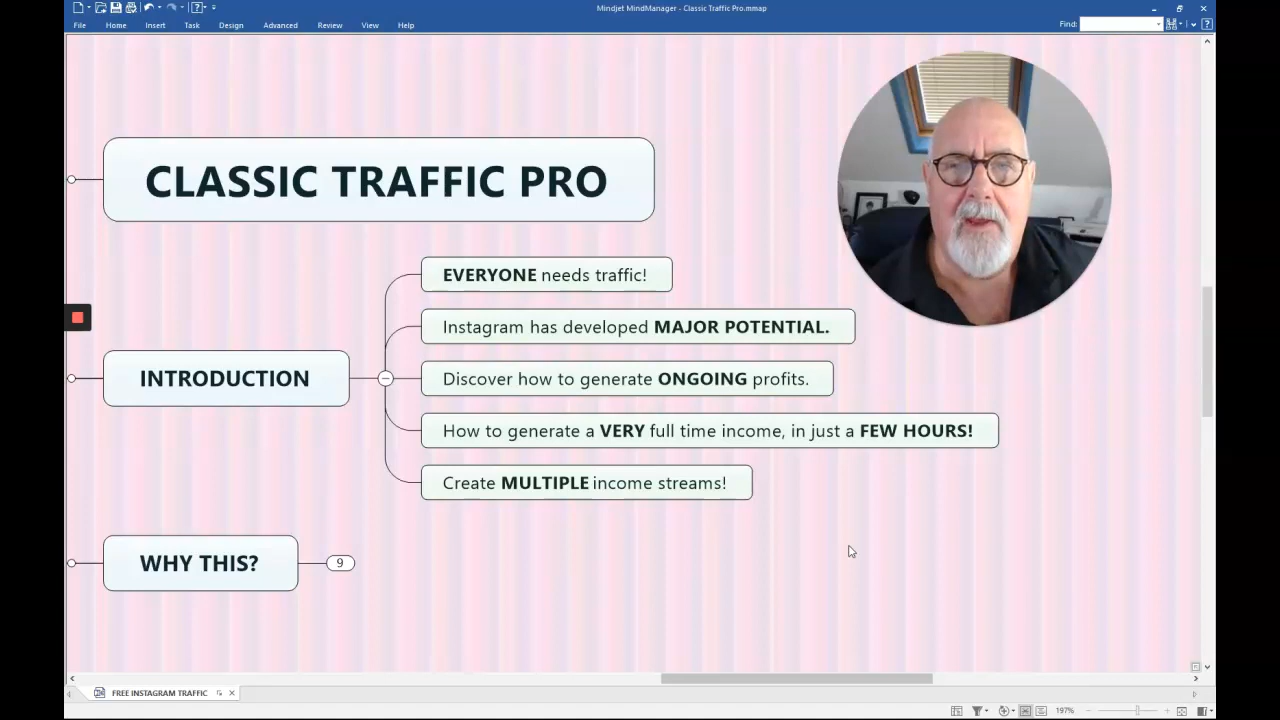 Mindjet MindManager - Classic Traffic Pro.mmap
File Home Insert Task Design Advanced Review View Help
Find:
CLASSIC TRAFFIC PRO
EVERYONE needs traffic!
Instagram has developed MAJOR POTENTIAL.
INTRODUCTION
Discover how to generate ONGOING profits.
How to generate a VERY full time income, in just a FEW HOURS!
Create MULTIPLE income streams!
WHY THIS?
9
FREE INSTAGRAM TRAFFIC
197%